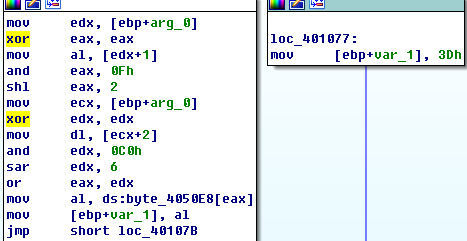 mov     edx, [ebp+arg_0]
xor     eax, eax
mov     al, [edx+1]
and     eax, 0Fh
shl     eax, 2
mov     ecx, [ebp+arg_0]
xor     edx, edx
mov     dl, [ecx+2]
and     edx, 0C0h
sar     edx, 6
or      eax, edx
mov     al, ds:byte_4050E8[eax]
mov     [ebp+var_1], al
jmp     short loc_40107B
loc_401077:
mov     [ebp+var_1], 3Dh